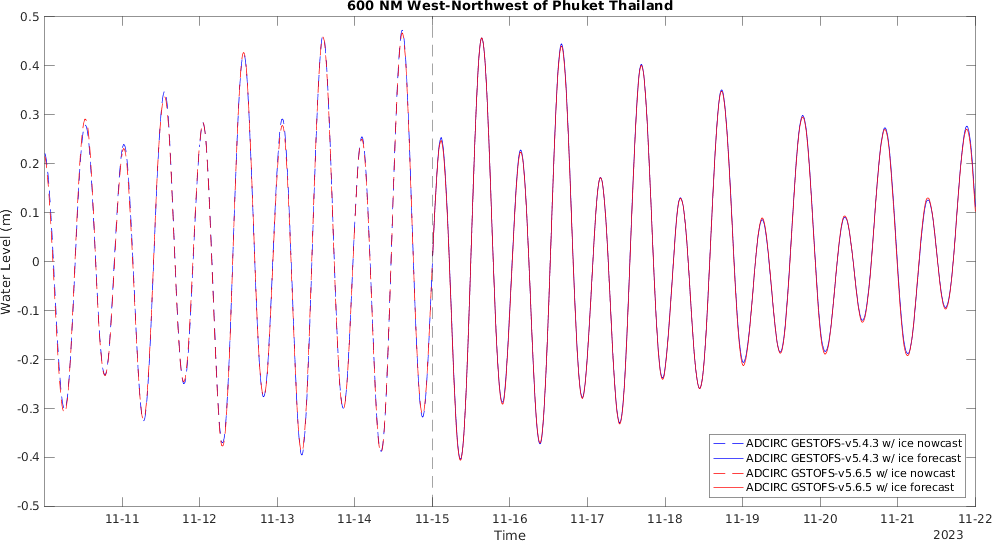 600 NM West-Northwest of Phuket Thailand
0.5
0.4
0.3
0.2
0.1
0
-0.1
-0.2
-0.3
-0.4
-0.5
Water Level (m)
ADCIRC GESTOFS-v5.4.3 w/ ice nowcast
ADCIRC GESTOFS-v5.4.3 w/ ice forecast
ADCIRC GSTOFS-v5.6.5 w/ ice nowcast
ADCIRC GSTOFS-v5.6.5 w/ ice forecast
11-11 11-12 11-13 11-14 11-15 11-16 11-17 11-18 11-19 11-20 11-21 11-22
Time
2023